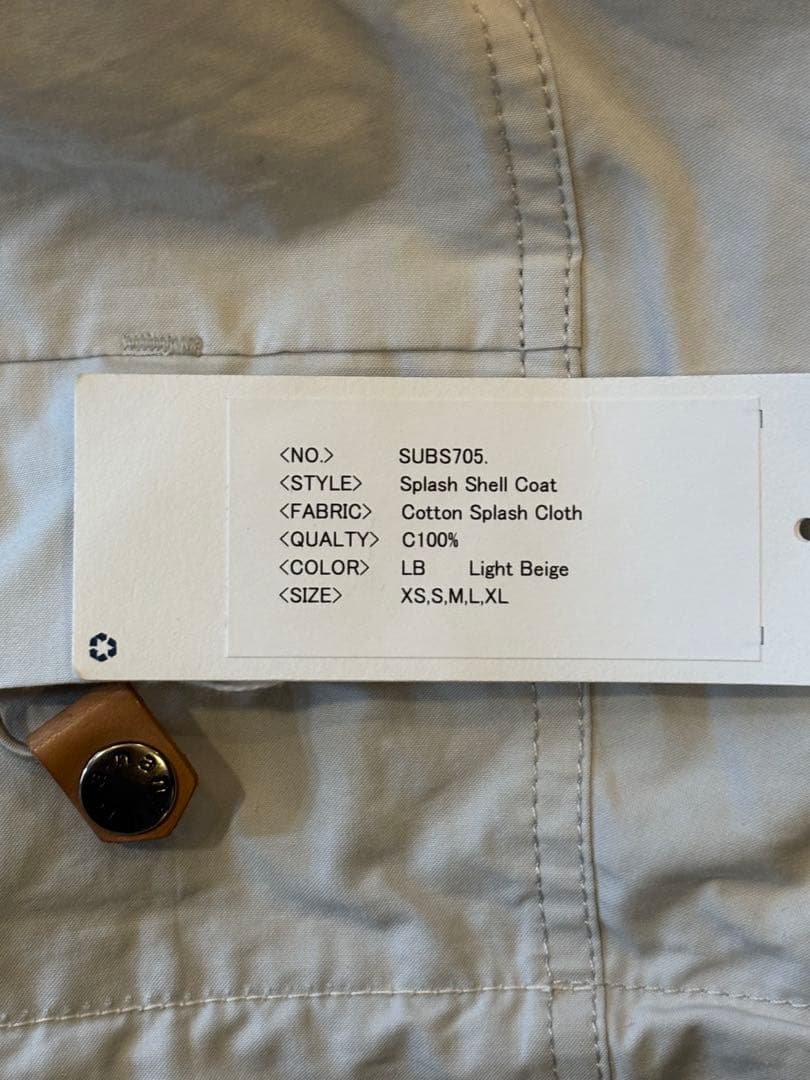 <NO.> SUBS705.
<STYLE> Splash Shell Coat
<FABRIC> Cotton Splash Cloth
<QUALTY> C100%
<COLOR> LB Light Beige
<SIZE> XS,S,M,L,XL